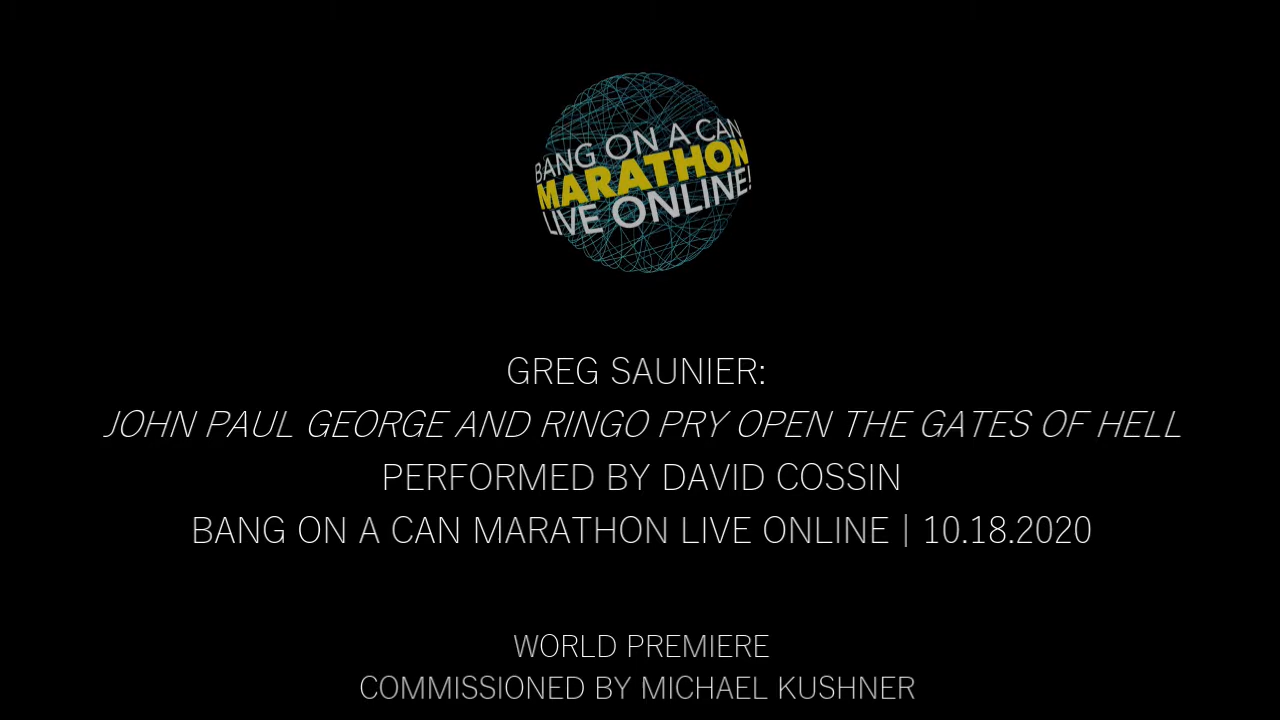 BANG ON A CAN
MARATHON
LIVE ONLINE!
GREG SAUNIER:
JOHN PAUL GEORGE AND RINGO PRY OPEN THE GATES OF HELL
PERFORMED BY DAVID COSSIN
BANG ON A CAN MARATHON LIVE ONLINE | 10.18.2020
WORLD PREMIERE
COMMISSIONED BY MICHAEL KUSHNER